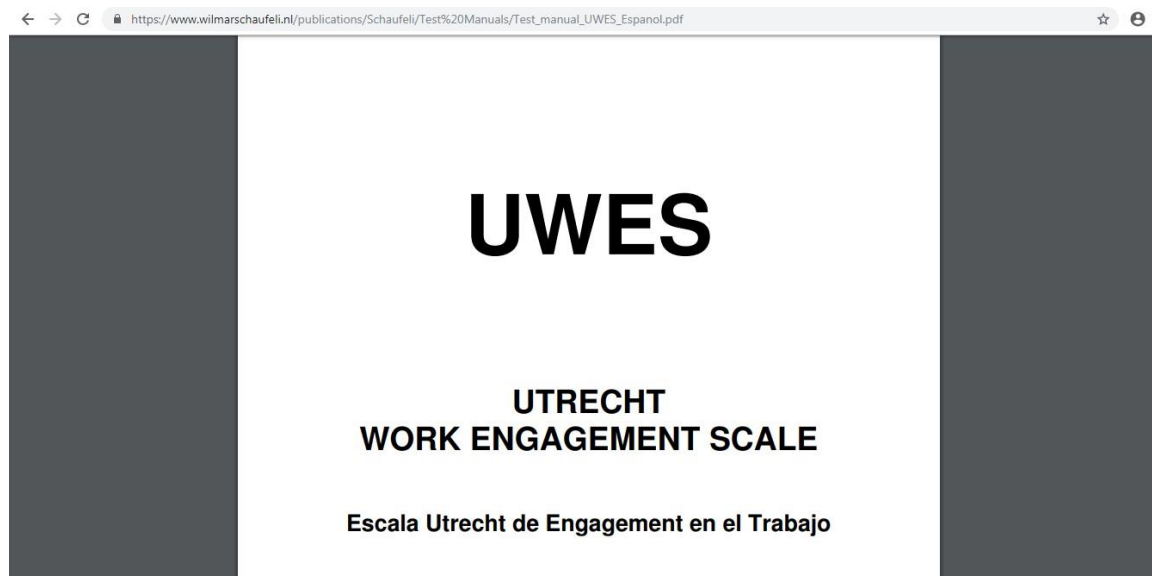 https://www.wilmarschaufeli.nl/publications/Schaufeli/Test%20Manuals/Test_manual_UWES_Espanol.pdf
UWES
UTRECHT
WORK ENGAGEMENT SCALE
Escala Utrecht de Engagement en el Trabajo